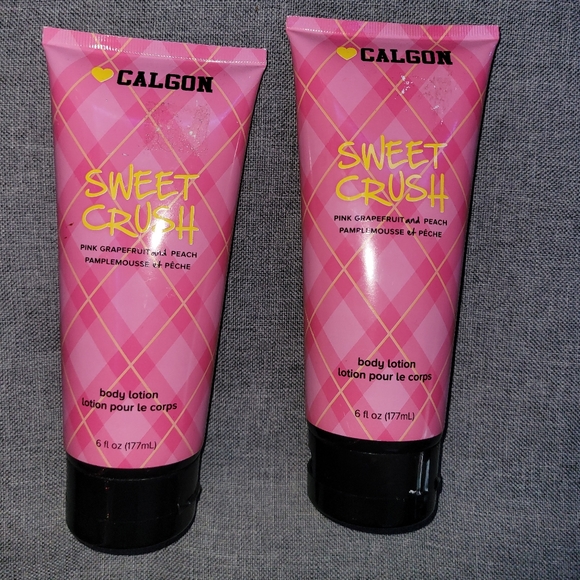 CALGON
SWEET
CRUSH
PINK GRAPEFRUIT and PEACH
PAMPLEMOUSSE et PÊCHE
body lotion
lotion pour le corps
6 fl oz (177mL)
CALGON
SWEET
CRUSH
PINK GRAPEFRUIT and PEACH
PAMPLEMOUSSE et PÊCHE
body lotion
lotion pour le corps
6 fl oz (177mL)